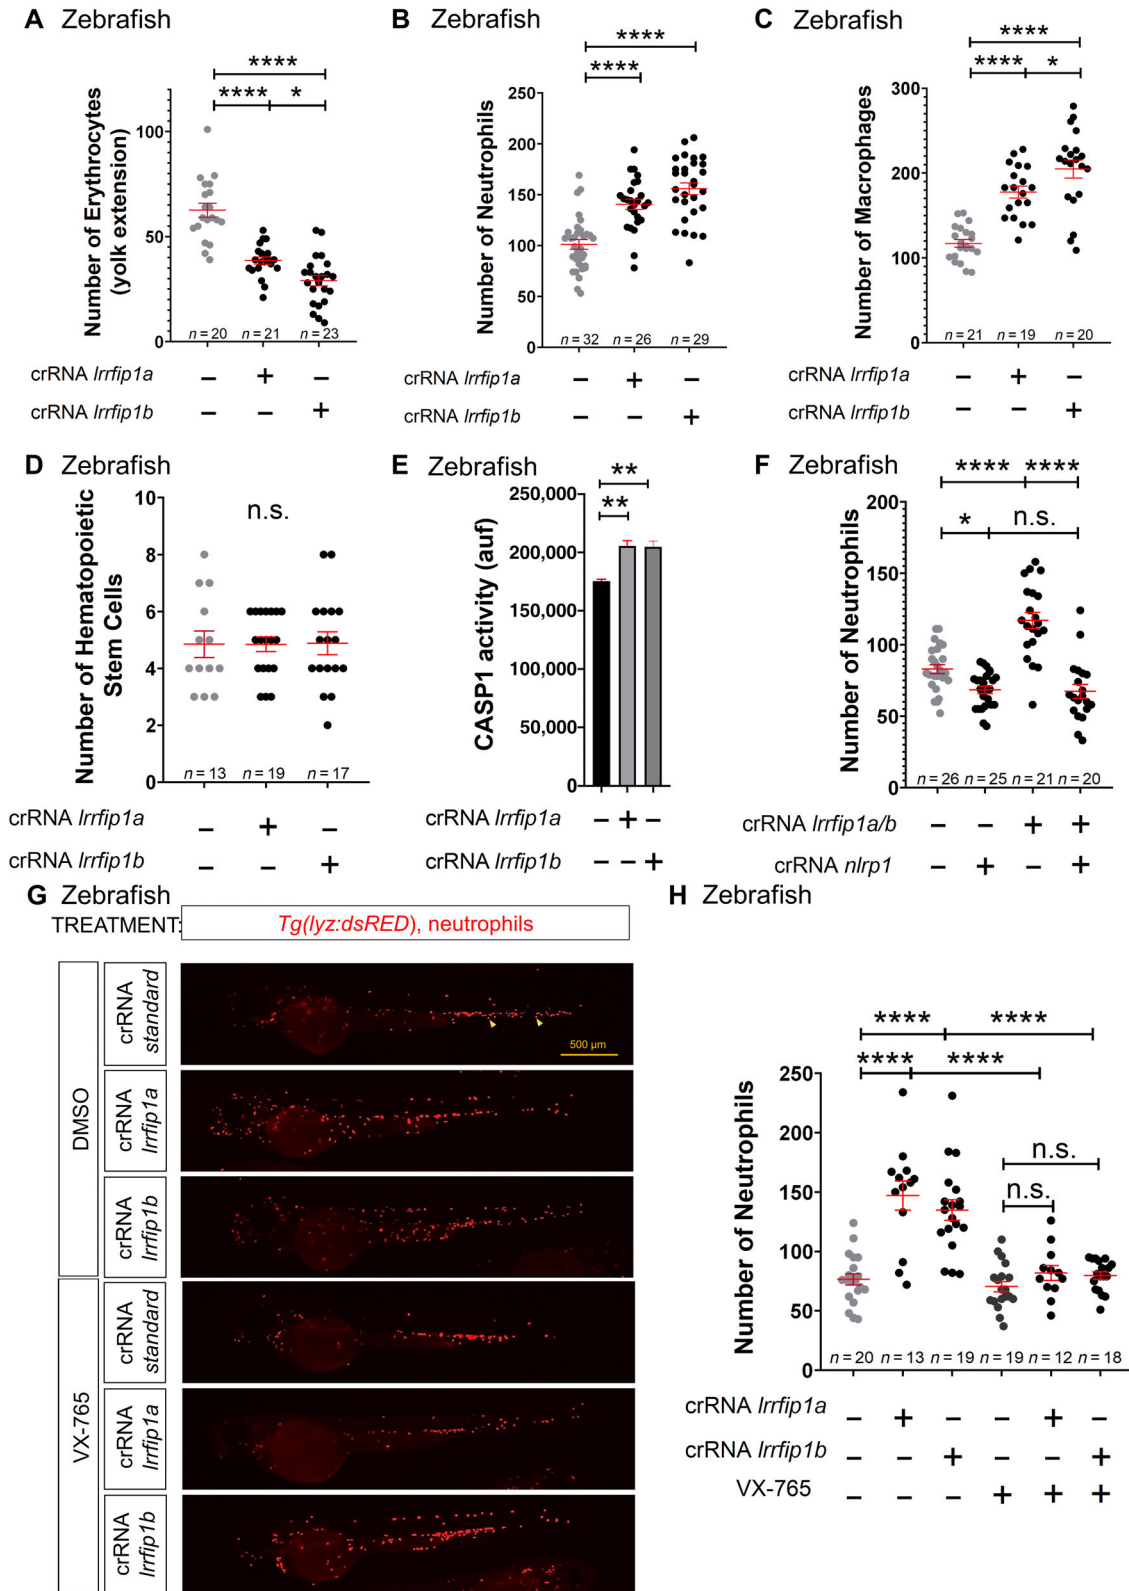 A Zebrafish
****
**** *
Number of Erythrocytes
(yolk extension)
100
50
0
n = 20 n = 21 n = 23
crRNA lrrfip1a – + –
crRNA lrrfip1b – – +
B Zebrafish
****
****
Number of Neutrophils
250
200
150
100
50
0
n = 32 n = 26 n = 29
crRNA lrrfip1a – + –
crRNA lrrfip1b – – +
C Zebrafish
****
**** *
Number of Macrophages
300
200
100
0
n = 21 n = 19 n = 20
crRNA lrrfip1a – + –
crRNA lrrfip1b – – +
D Zebrafish
n.s.
Number of Hematopoietic
Stem Cells
10
8
6
4
2
0
n = 13 n = 19 n = 17
crRNA lrrfip1a – + –
crRNA lrrfip1b – – +
E Zebrafish
**
**
CASP1 activity (auf)
250,000
200,000
150,000
100,000
50,000
0
crRNA lrrfip1a – + –
crRNA lrrfip1b – – +
F Zebrafish
**** ****
* n.s.
Number of Neutrophils
200
150
100
50
0
n = 26 n = 25 n = 21 n = 20
crRNA lrrfip1a/b – – + +
crRNA nlrp1 – + – +
G Zebrafish
TREATMENT:
Tg(lyz:dsRED), neutrophils
DMSO
crRNA
standard
500 µm
crRNA
lrrfip1a
crRNA
lrrfip1b
VX-765
crRNA
standard
crRNA
lrrfip1a
crRNA
lrrfip1b
H Zebrafish
**** ****
**** ****
n.s.
n.s.
Number of Neutrophils
250
200
150
100
50
0
n = 20 n = 13 n = 19 n = 19 n = 12 n = 18
crRNA lrrfip1a – + – – + –
crRNA lrrfip1b – – + – – +
VX-765 – – – + + +